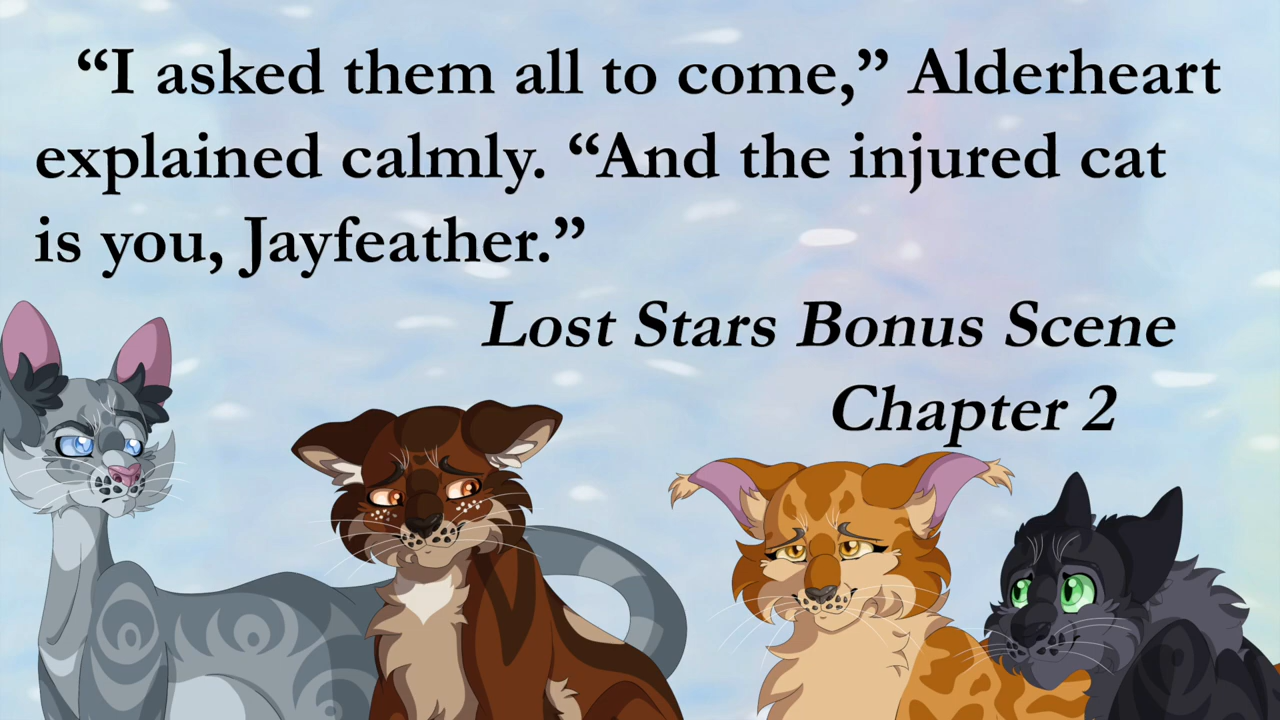 “I asked them all to come,” Alderheart
explained calmly. “And the injured cat
is you, Jayfeather.”
Lost Stars Bonus Scene
Chapter 2